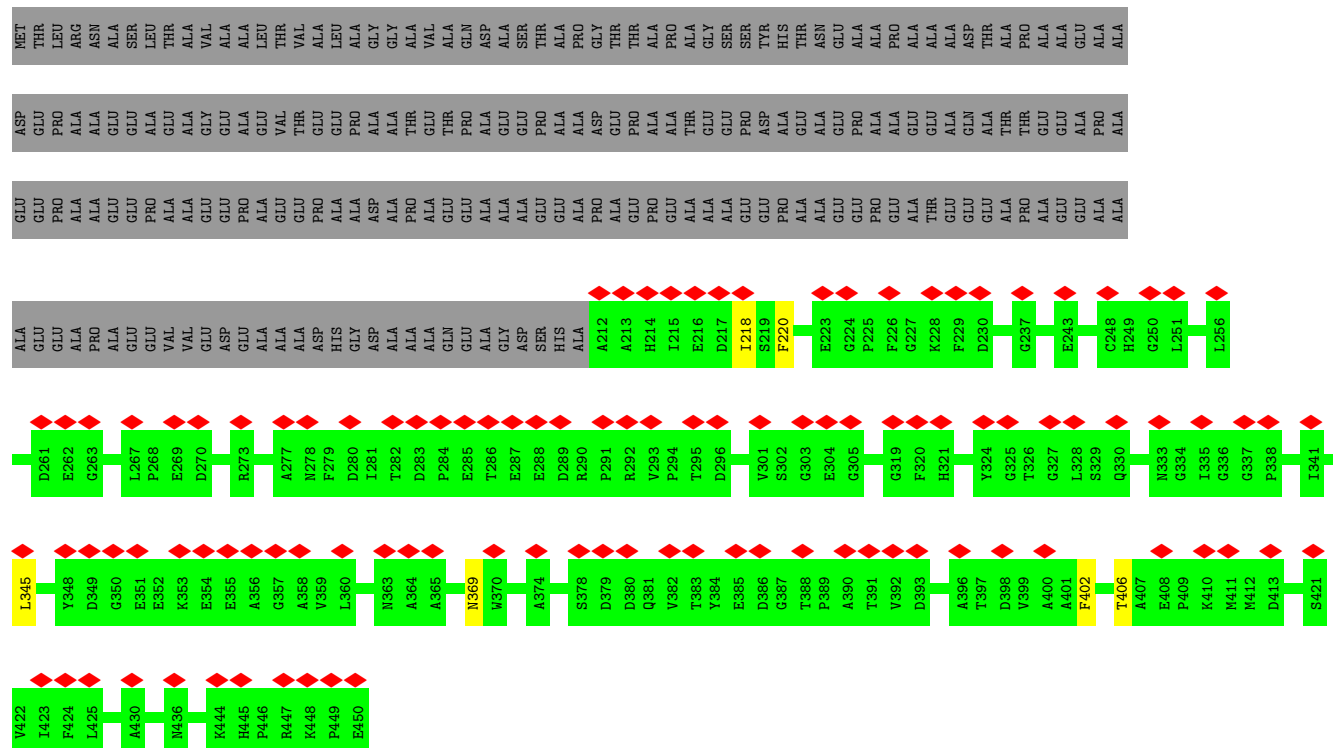 MET THR LEU ARG ASN ALA SER LEU THR ALA VAL ALA ALA LEU THR VAL ALA LEU ALA GLY GLY ALA VAL ALA GLN ASP ALA SER THR ALA PRO GLY THR THR ALA PRO ALA GLY SER SER TYR HIS THR ASN GLU ALA ALA PRO ALA ALA ALA ASP THR ALA PRO ALA ALA GLU ALA ALA
ASP GLU PRO ALA ALA GLU GLU ALA GLU ALA GLY GLU ALA GLU VAL THR GLU GLU PRO ALA ALA THR GLU THR PRO ALA GLU GLU PRO ALA ALA ASP GLU PRO ALA ALA THR GLU GLU PRO ASP ALA GLU ALA GLU PRO ALA ALA GLU GLU ALA GLN ALA THR THR GLU GLU ALA PRO ALA
GLU GLU PRO ALA ALA GLU GLU PRO ALA ALA GLU GLU PRO ALA GLU GLU PRO ALA ALA ASP ALA PRO ALA GLU GLU ALA ALA ALA GLU GLU ALA PRO ALA GLU PRO GLU ALA ALA ALA GLU GLU PRO ALA ALA GLU GLU PRO GLU ALA THR GLU GLU GLU ALA PRO ALA GLU GLU ALA ALA
ALA GLU GLU ALA PRO ALA GLU GLU VAL VAL GLU ASP GLU ALA ALA ALA ASP HIS GLY ASP ALA ALA ALA GLN GLU ALA GLY ASP SER HIS ALA A212 A213 H214 I215 E216 D217 I218 S219 F220 E223 G224 P225 F226 G227 K228 F229 D230 G237 E243 C248 H249 G250 L251 L256
D261 E262 G263 L267 P268 E269 D270 R273 A277 N278 F279 D280 I281 T282 D283 P284 E285 T286 E287 E288 D289 R290 P291 R292 V293 P294 T295 D296 V301 S302 G303 E304 G305 G319 F320 H321 Y324 G325 T326 G327 L328 S329 Q330 N333 G334 I335 G336 G337 P338 I341
L345 Y348 D349 G350 E351 E352 K353 E354 E355 A356 G357 A358 V359 L360 N363 A364 A365 N369 W370 A374 S378 D379 D380 Q381 V382 T383 Y384 E385 D386 G387 T388 P389 A390 T391 V392 D393 A396 T397 D398 V399 A400 A401 F402 T406 A407 E408 P409 K410 M411 M412 D413 S421
V422 I423 F424 L425 A430 N436 K444 H445 P446 R447 K448 P449 E450